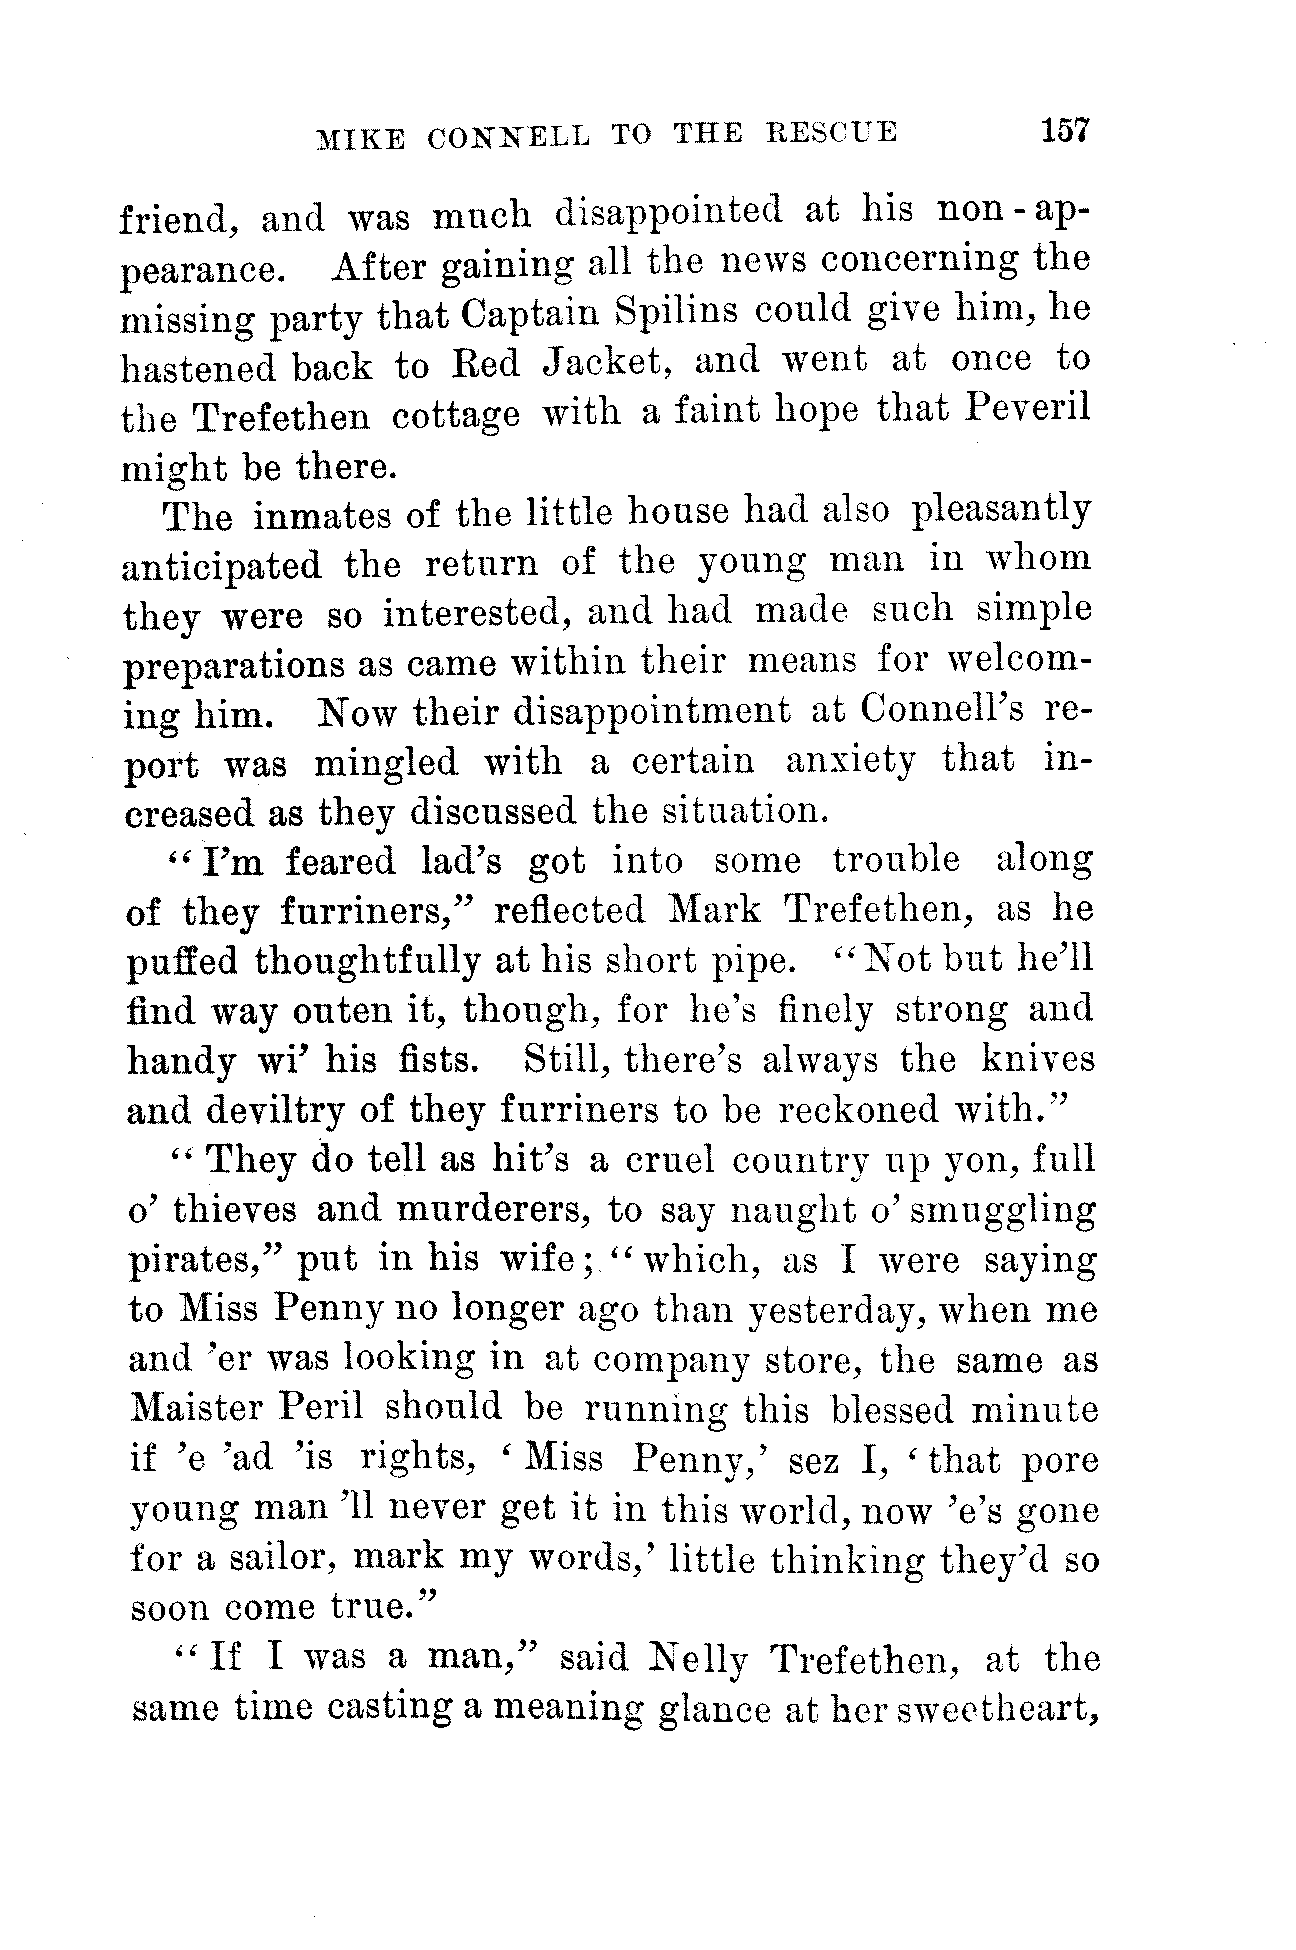 MIKE CONNELL TO THE RESCUE 157
friend, and was much disappointed at his non-ap-
pearance. After gaining all the news concerning the
missing party that Captain Spilins could give him, he
hastened back to Red Jacket, and went at once to
the Trefethen cottage with a faint hope that Peveril
might be there.
The inmates of the little house had also pleasantly
anticipated the return of the young man in whom
they were so interested, and had made such simple
preparations as came within their means for welcom-
ing him. Now their disappointment at Connell's re-
port was mingled with a certain anxiety that in-
creased as they discussed the situation.
"I'm feared lad's got into some trouble along
of they furriners," reflected Mark Trefethen, as he
puffed thoughtfully at his short pipe. "Not but he'll
find way outen it, though, for he's finely strong and
handy wi' his fists. Still, there's always the knives
and deviltry of they furriners to be reckoned with."
"They do tell as hit's a cruel country up yon, full
o' thieves and murderers, to say naught o' smuggling
pirates," put in his wife; "which, as I were saying
to Miss Penny no longer ago than yesterday, when me
and 'er was looking in at company store, the same as
Maister Peril should be running this blessed minute
if 'e 'ad 'is rights, 'Miss Penny,' sez I, 'that pore
young man 'll never get it in this world, now 'e's gone
for a sailor, mark my words,' little thinking they'd so
soon come true."
"If I was a man," said Nelly Trefethen, at the
same time casting a meaning glance at her sweetheart,